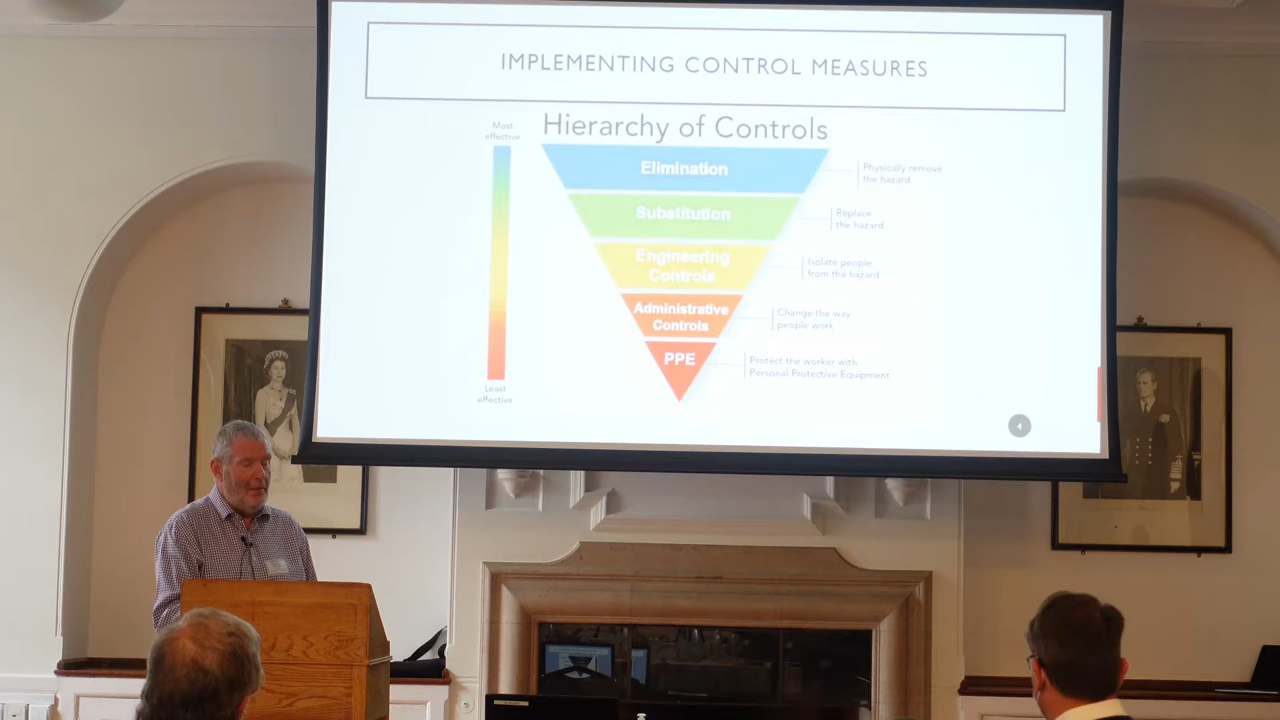 IMPLEMENTING CONTROL MEASURES
Hierarchy of Controls
Most
effective
Elimination
Physically remove
the hazard
Substitution
Replace
the hazard
Engineering
Controls
Isolate people
from the hazard
Administrative
Controls
Change the way
people work
PPE
Protect the worker with
Personal Protective Equipment
Least
effective
4